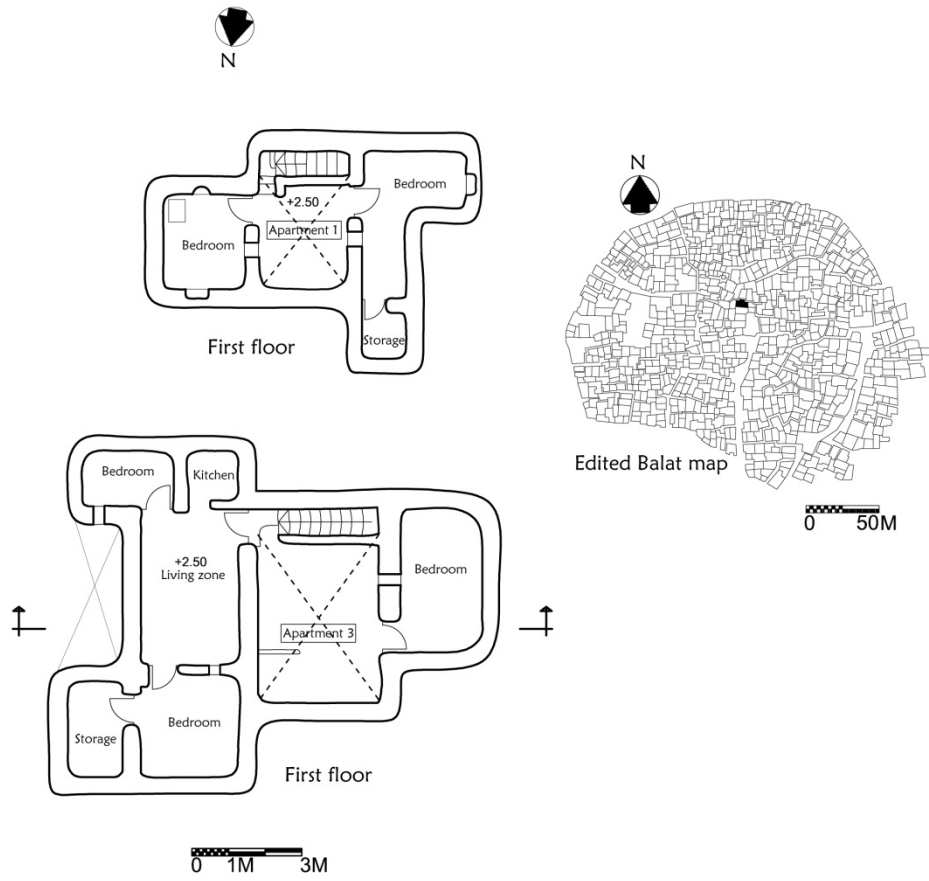 N
Bedroom
+2.50
Apartment 1
Bedroom
Storage
First floor
N
Edited Balat map
0 50M
Bedroom
Kitchen
+2.50
Living zone
Bedroom
Apartment 3
Storage
Bedroom
First floor
0 1M 3M